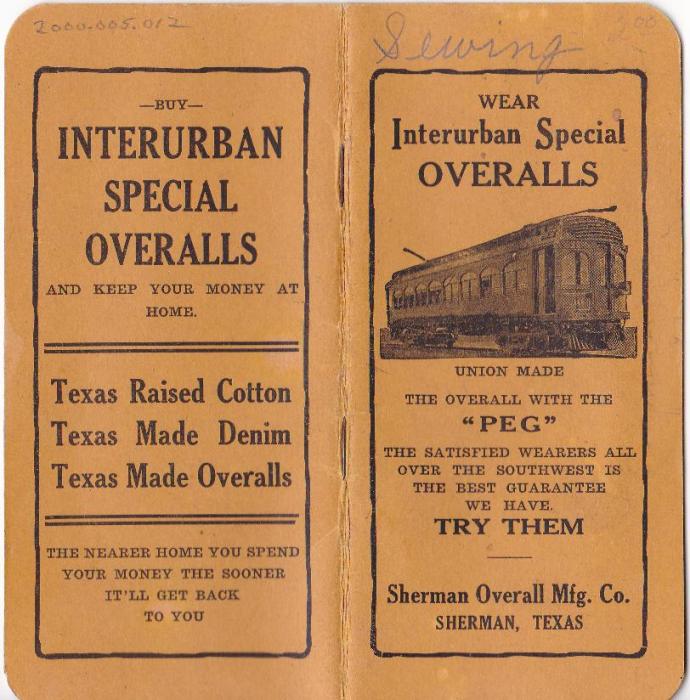 2000.005.012
—BUY—
INTERURBAN
SPECIAL
OVERALLS
AND KEEP YOUR MONEY AT
HOME.
Texas Raised Cotton
Texas Made Denim
Texas Made Overalls
THE NEARER HOME YOU SPEND
YOUR MONEY THE SOONER
IT'LL GET BACK
TO YOU
Sewing 200
WEAR
Interurban Special
OVERALLS
UNION MADE
THE OVERALL WITH THE
"PEG"
THE SATISFIED WEARERS ALL
OVER THE SOUTHWEST IS
THE BEST GUARANTEE
WE HAVE.
TRY THEM
Sherman Overall Mfg. Co.
SHERMAN, TEXAS